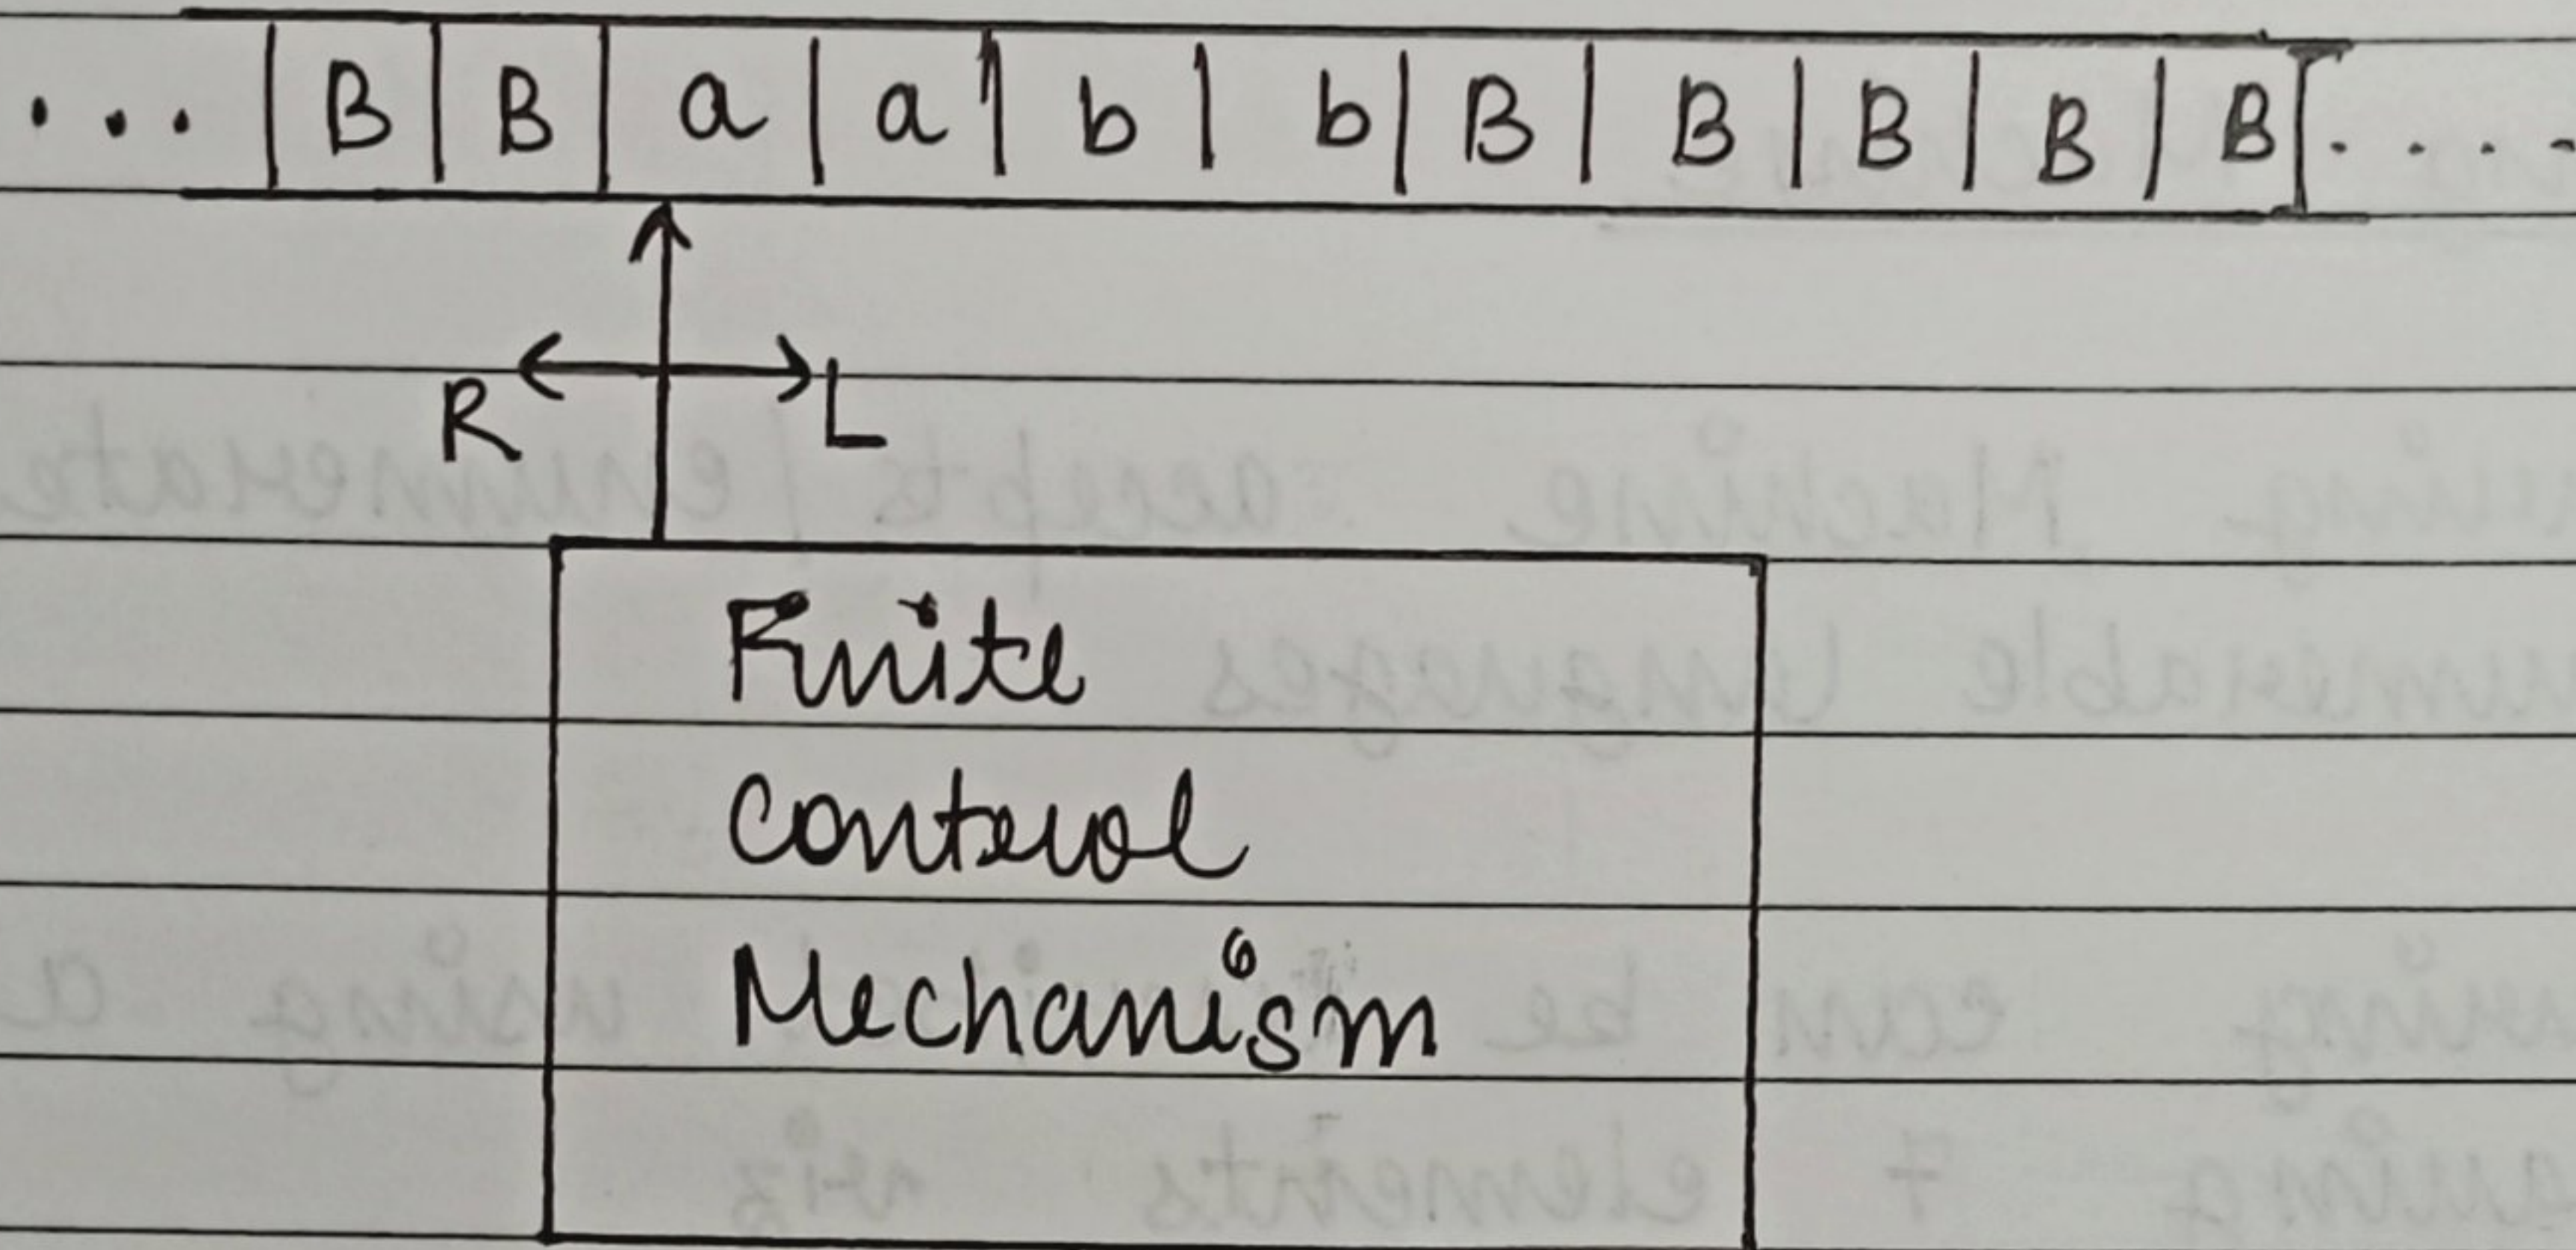 ... | B | B | a | a | b | b | B | B | B | B | B | ....
R L
Finite
Control
Mechanism